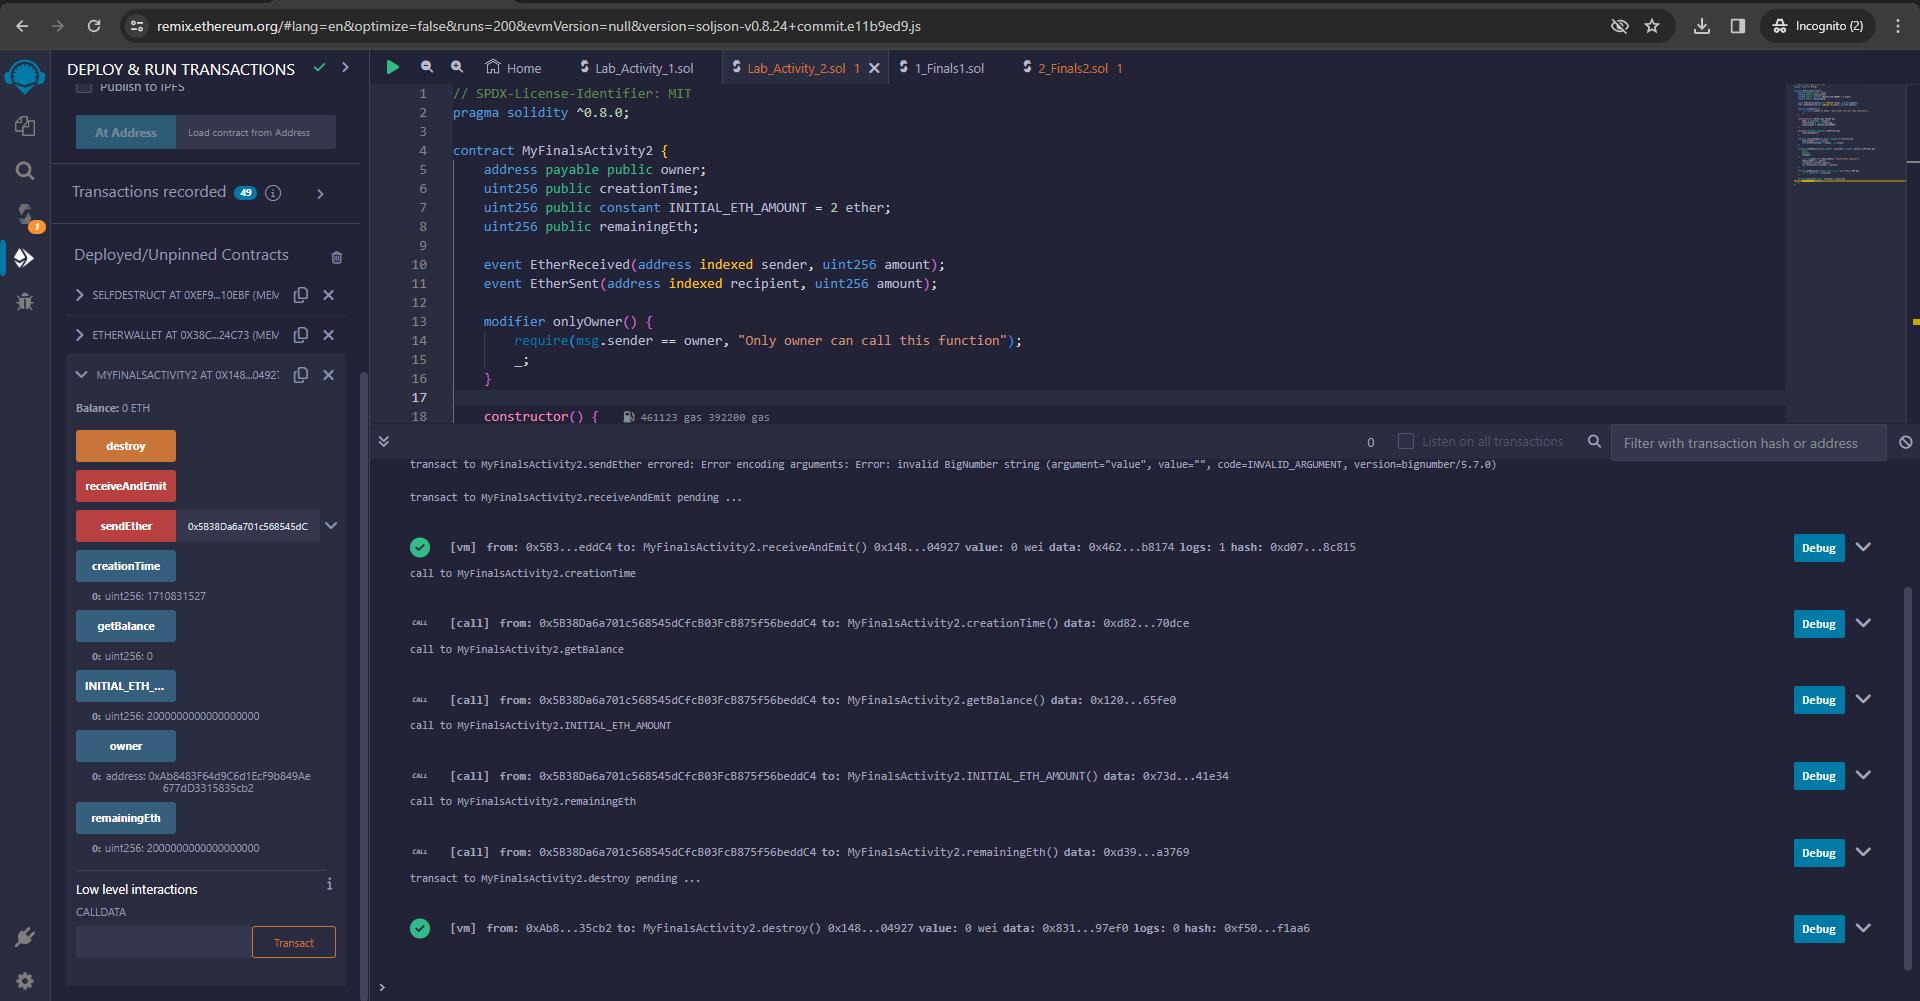 remix.ethereum.org/#lang=en&optimize=false&runs=200&evmVersion=null&version=soljson-v0.8.24+commit.e11b9ed9.js
Incognito (2)
DEPLOY & RUN TRANSACTIONS
Publish to IPFS
At Address
Load contract from Address
Transactions recorded 49 i
1
Deployed/Unpinned Contracts
SELFDESTRUCT AT 0XEF9...10EBF (MEM
ETHERWALLET AT 0X38C...24C73 (MEM
MYFINALSACTIVITY2 AT 0X148...04927
Balance: 0 ETH
destroy
receiveAndEmit
sendEther
0x5B38Da6a701c568545dC
creationTime
0: uint256: 1710831527
getBalance
0: uint256: 0
INITIAL_ETH_...
0: uint256: 2000000000000000000
owner
0: address: 0xAb8483F64d9C6d1EcF9b849Ae
677dD3315835cb2
remainingEth
0: uint256: 2000000000000000000
Low level interactions
i
CALLDATA
Transact
Home
Lab_Activity_1.sol
Lab_Activity_2.sol 1
1_Finals1.sol
2_Finals2.sol 1
1 // SPDX-License-Identifier: MIT
2 pragma solidity ^0.8.0;
3
4 contract MyFinalsActivity2 {
5 address payable public owner;
6 uint256 public creationTime;
7 uint256 public constant INITIAL_ETH_AMOUNT = 2 ether;
8 uint256 public remainingEth;
9
10 event EtherReceived(address indexed sender, uint256 amount);
11 event EtherSent(address indexed recipient, uint256 amount);
12
13 modifier onlyOwner() {
14 require(msg.sender == owner, "Only owner can call this function");
15 _;
16 }
17
18 constructor() { 461123 gas 392200 gas
0
Listen on all transactions
Filter with transaction hash or address
transact to MyFinalsActivity2.sendEther errored: Error encoding arguments: Error: invalid BigNumber string (argument="value", value="", code=INVALID_ARGUMENT, version=bignumber/5.7.0)
transact to MyFinalsActivity2.receiveAndEmit pending ...
[vm] from: 0x5B3...eddC4 to: MyFinalsActivity2.receiveAndEmit() 0x148...04927 value: 0 wei data: 0x462...b8174 logs: 1 hash: 0xd07...8c815
Debug
call to MyFinalsActivity2.creationTime
CALL [call] from: 0x5B38Da6a701c568545dCfcB03FcB875f56beddC4 to: MyFinalsActivity2.creationTime() data: 0xd82...70dce
Debug
call to MyFinalsActivity2.getBalance
CALL [call] from: 0x5B38Da6a701c568545dCfcB03FcB875f56beddC4 to: MyFinalsActivity2.getBalance() data: 0x120...65fe0
Debug
call to MyFinalsActivity2.INITIAL_ETH_AMOUNT
CALL [call] from: 0x5B38Da6a701c568545dCfcB03FcB875f56beddC4 to: MyFinalsActivity2.INITIAL_ETH_AMOUNT() data: 0x73d...41e34
Debug
call to MyFinalsActivity2.remainingEth
CALL [call] from: 0x5B38Da6a701c568545dCfcB03FcB875f56beddC4 to: MyFinalsActivity2.remainingEth() data: 0xd39...a3769
Debug
transact to MyFinalsActivity2.destroy pending ...
[vm] from: 0xAb8...35cb2 to: MyFinalsActivity2.destroy() 0x148...04927 value: 0 wei data: 0x831...97ef0 logs: 0 hash: 0xf50...f1aa6
Debug
>